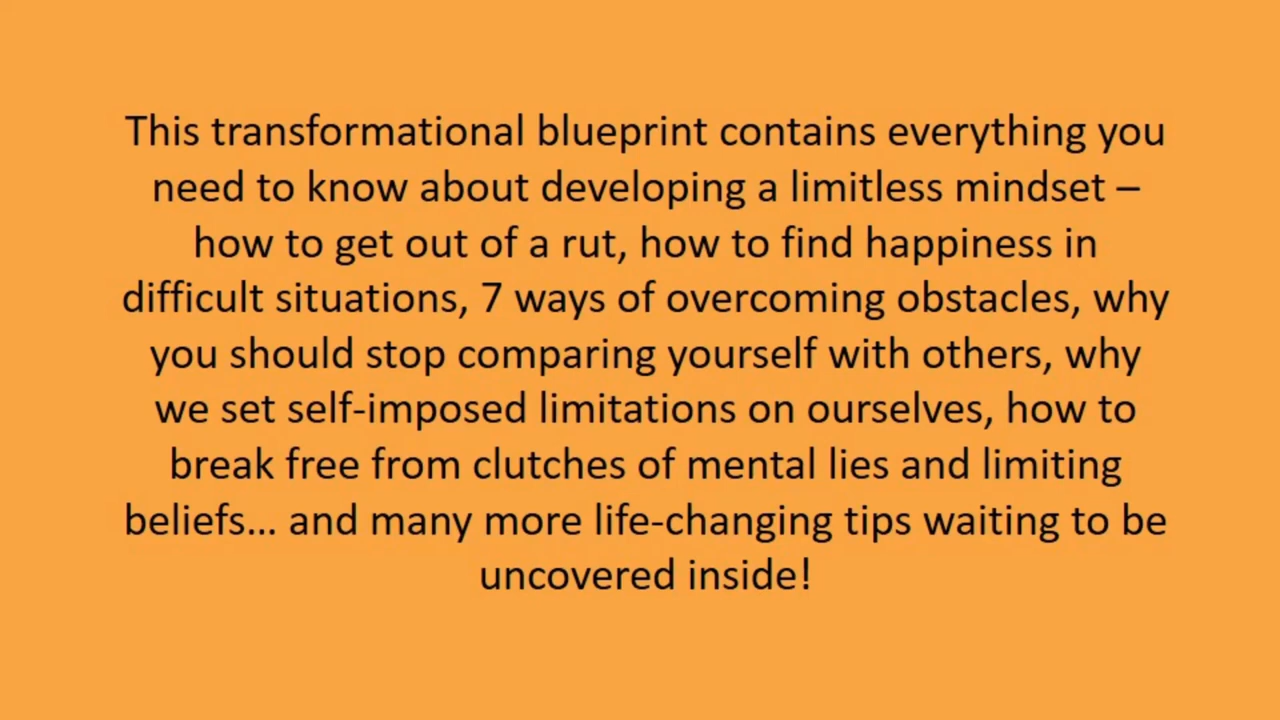 This transformational blueprint contains everything you
need to know about developing a limitless mindset –
how to get out of a rut, how to find happiness in
difficult situations, 7 ways of overcoming obstacles, why
you should stop comparing yourself with others, why
we set self-imposed limitations on ourselves, how to
break free from clutches of mental lies and limiting
beliefs... and many more life-changing tips waiting to be
uncovered inside!